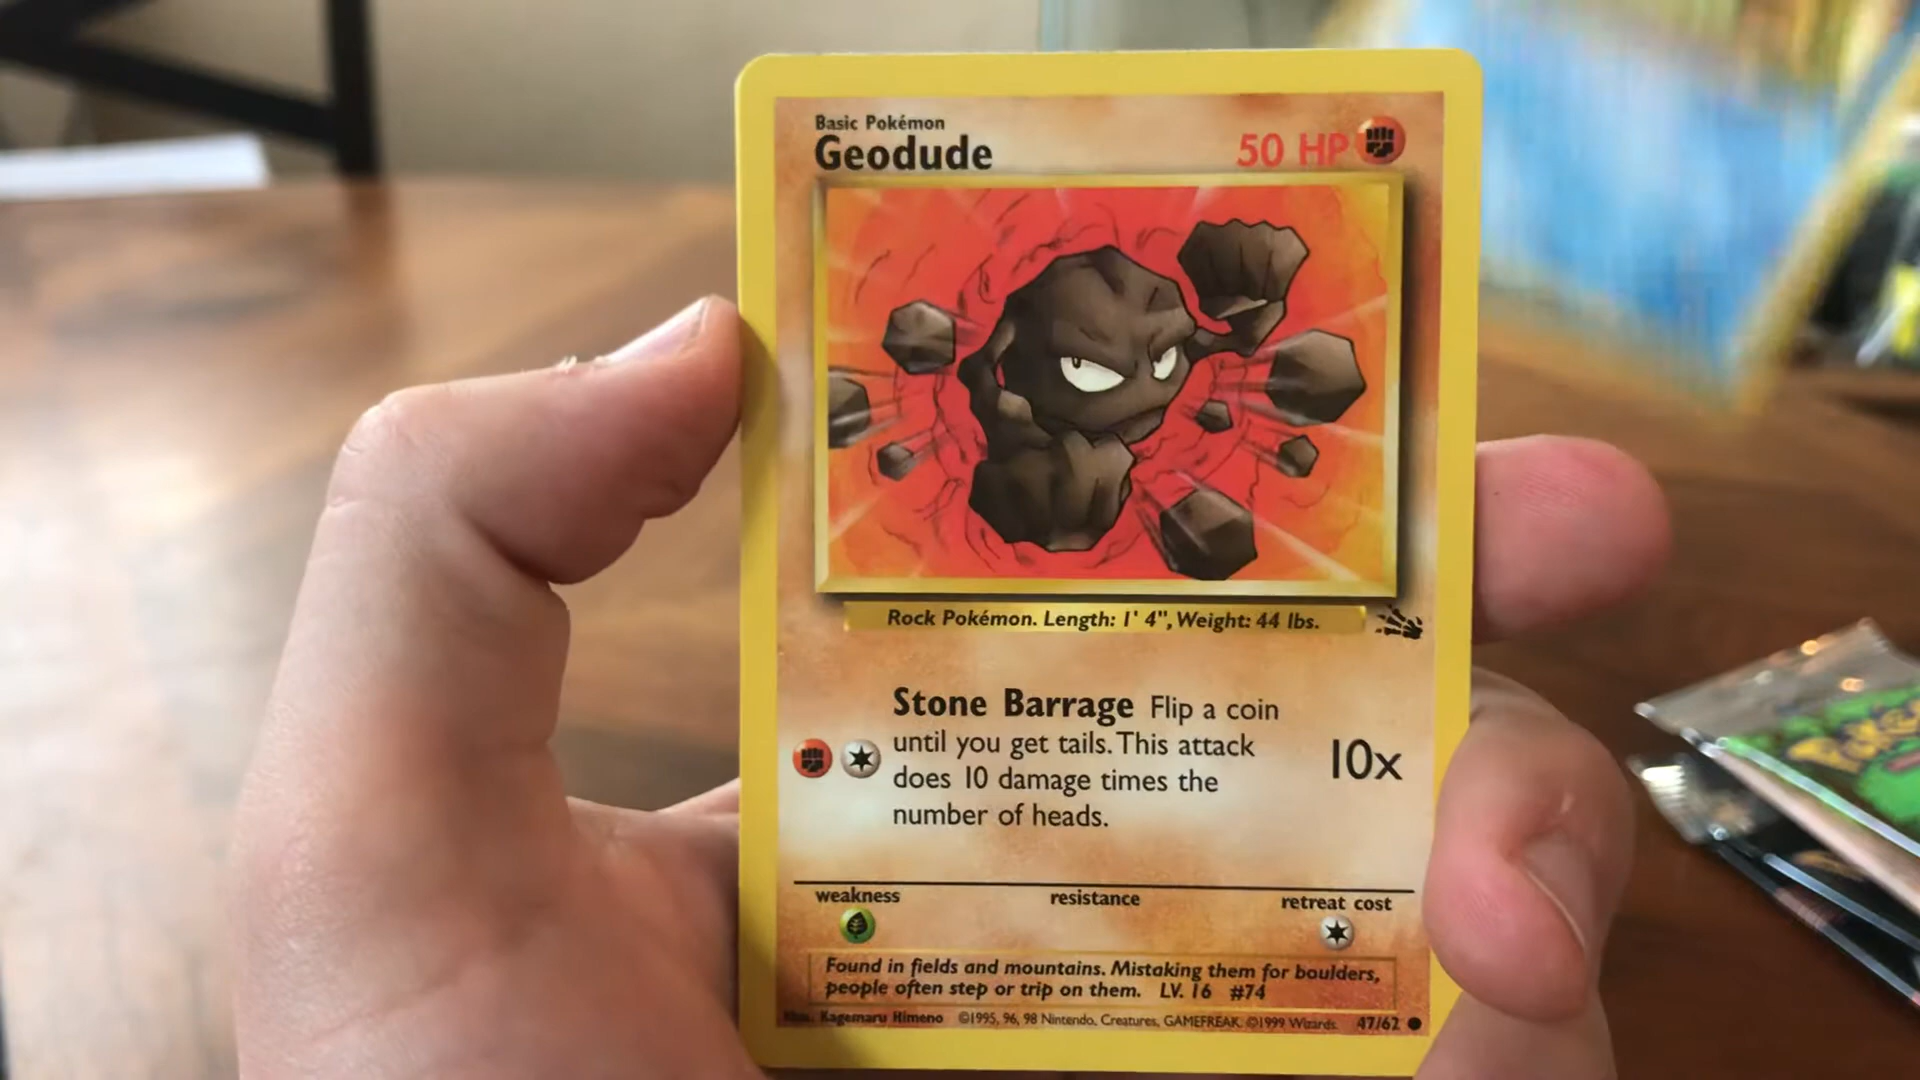 Basic Pokémon
Geodude
50 HP
Rock Pokémon. Length: 1' 4", Weight: 44 lbs.
Stone Barrage Flip a coin
until you get tails. This attack
does 10 damage times the
number of heads.
10x
weakness
resistance
retreat cost
Found in fields and mountains. Mistaking them for boulders,
people often step or trip on them. LV. 16 #74
Illus. Kagemaru Himeno ©1995, 96, 98 Nintendo, Creatures, GAMEFREAK. ©1999 Wizards. 47/62